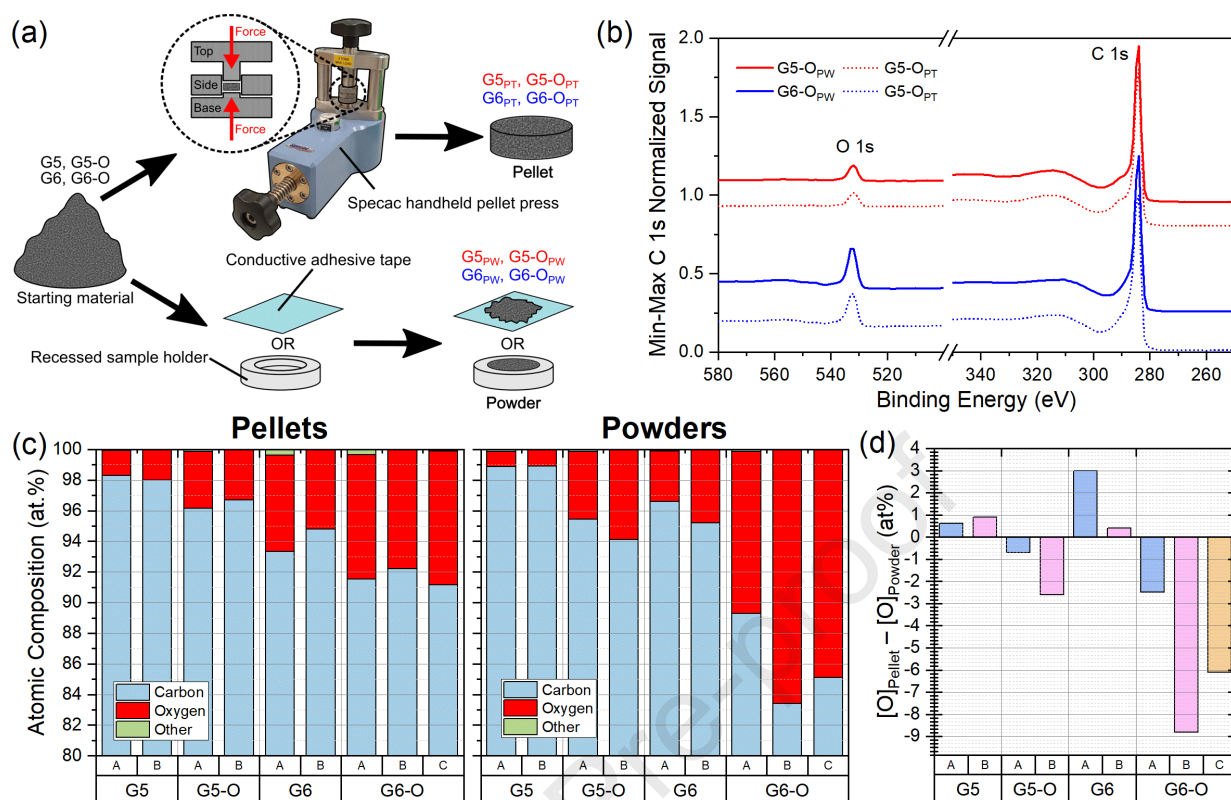 (a)
Top
Side
Base
Force
Force
G5, G5-O
G6, G6-O
Starting material
Specac handheld pellet press
G5PT, G5-OPT
G6PT, G6-OPT
Pellet
Conductive adhesive tape
OR
Recessed sample holder
G5PW, G5-OPW
G6PW, G6-OPW
OR
Powder
(b)
Min-Max C 1s Normalized Signal
2.0
1.5
1.0
0.5
0.0
G5-OPW
G5-OPT
G6-OPW
G5-OPT
O 1s
C 1s
580 560 540 520 340 320 300 280 260
Binding Energy (eV)
(c)
Pellets
Powders
Atomic Composition (at.%)
100
98
96
94
92
90
88
86
84
82
80
Carbon
Oxygen
Other
Carbon
Oxygen
Other
A B A B A B A B C
G5 G5-O G6 G6-O
A B A B A B A B C
G5 G5-O G6 G6-O
(d)
[O]Pellet − [O]Powder (at%)
4
3
2
1
0
-1
-2
-3
-4
-5
-6
-7
-8
-9
A B A B A B A B C
G5 G5-O G6 G6-O
Pre-proof